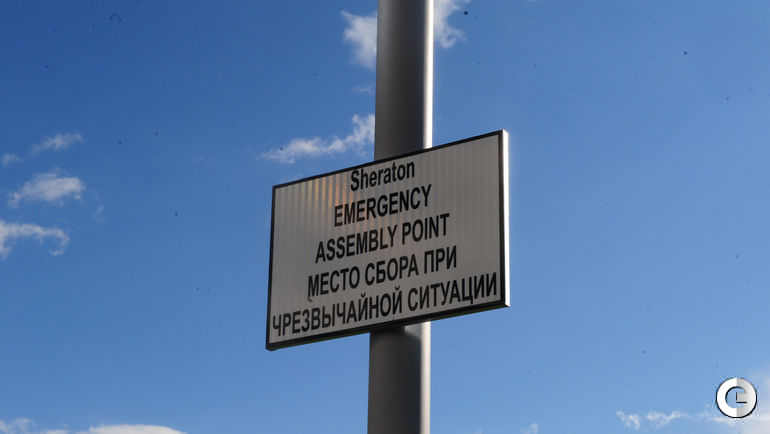 Sheraton
EMERGENCY
ASSEMBLY POINT
МЕСТО СБОРА ПРИ
ЧРЕЗВЫЧАЙНОЙ СИТУАЦИИ